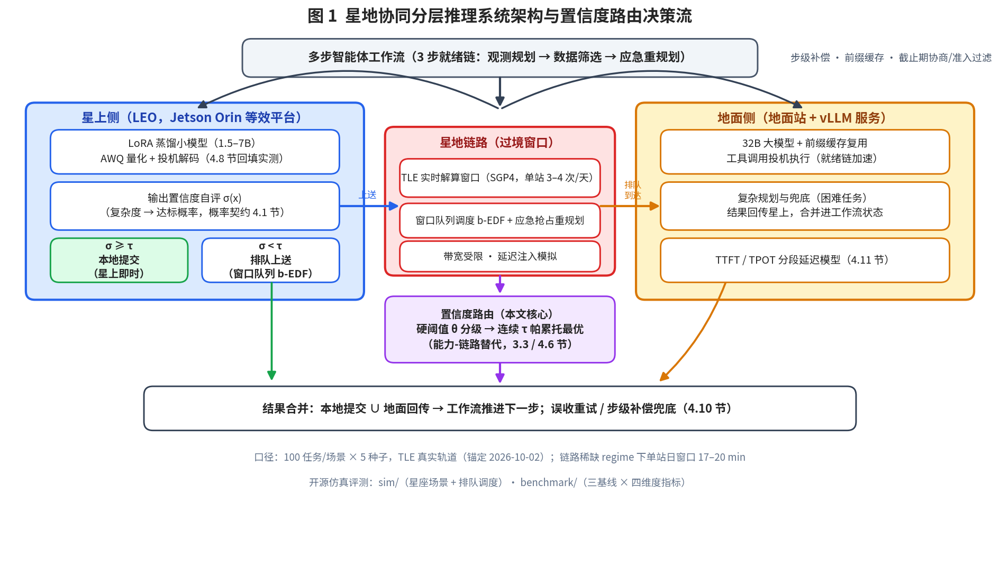 图 1 星地协同分层推理系统架构与置信度路由决策流
多步智能体工作流（3 步就绪链：观测规划 → 数据筛选 → 应急重规划）
步级补偿 · 前缀缓存 · 截止期协商/准入过滤
星上侧（LEO，Jetson Orin 等效平台）
LoRA 蒸馏小模型（1.5–7B）
AWQ 量化 + 投机解码（4.8 节回填实测）
输出置信度自评 σ(x)
（复杂度 → 达标概率，概率契约 4.1 节）
σ ⩾ τ
本地提交
（星上即时）
σ < τ
排队上送
（窗口队列 b-EDF）
上送
星地链路（过境窗口）
TLE 实时解算窗口（SGP4，单站 3–4 次/天）
窗口队列调度 b-EDF + 应急抢占重规划
带宽受限 · 延迟注入模拟
排队
到达
地面侧（地面站 + vLLM 服务）
32B 大模型 + 前缀缓存复用
工具调用投机执行（就绪链加速）
复杂规划与兜底（困难任务）
结果回传星上，合并进工作流状态
TTFT / TPOT 分段延迟模型（4.11 节）
置信度路由（本文核心）
硬阈值 θ 分级 → 连续 τ 帕累托最优
（能力-链路替代，3.3 / 4.6 节）
结果合并：本地提交 ∪ 地面回传 → 工作流推进下一步；误收重试 / 步级补偿兜底（4.10 节）
口径：100 任务/场景 × 5 种子，TLE 真实轨道（锚定 2026-10-02）；链路稀缺 regime 下单站日窗口 17–20 min
开源仿真评测：sim/（星座场景 + 排队调度）· benchmark/（三基线 × 四维度指标）